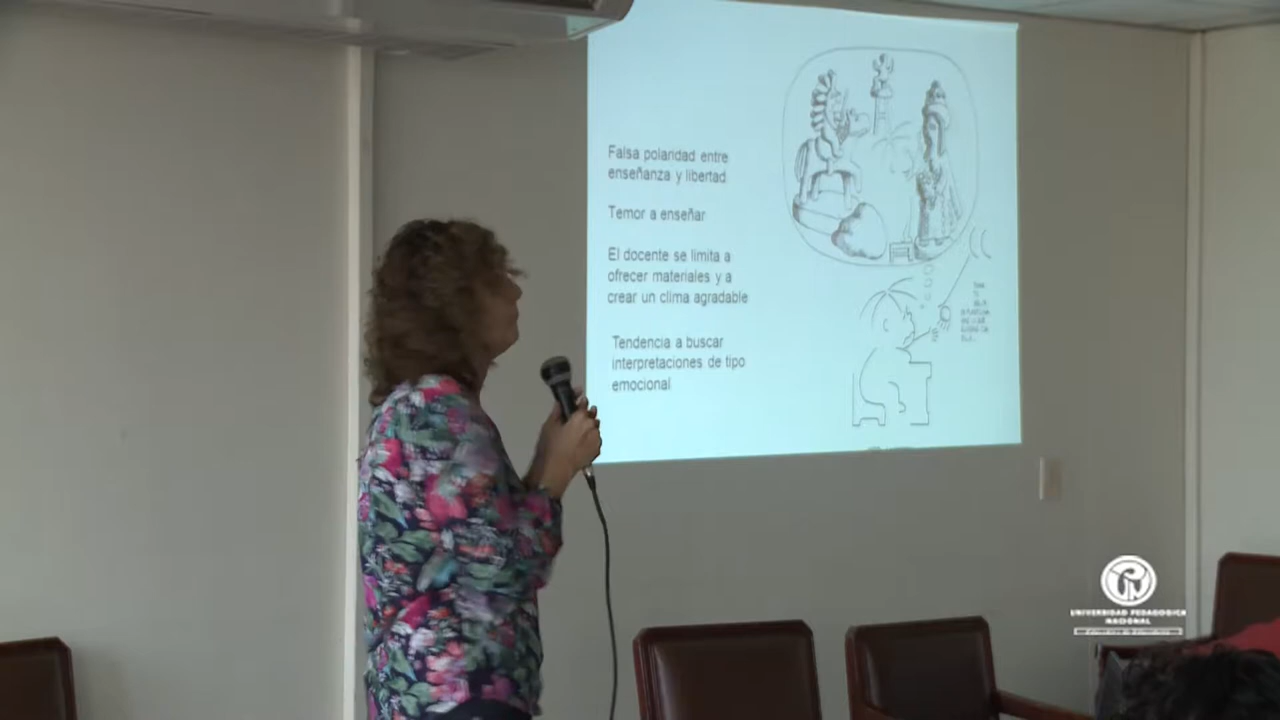 Falsa polaridad entre
enseñanza y libertad
Temor a enseñar
El docente se limita a
ofrecer materiales y a
crear un clima agradable
Tendencia a buscar
interpretaciones de tipo
emocional
UNIVERSIDAD PEDAGOGICA
NACIONAL